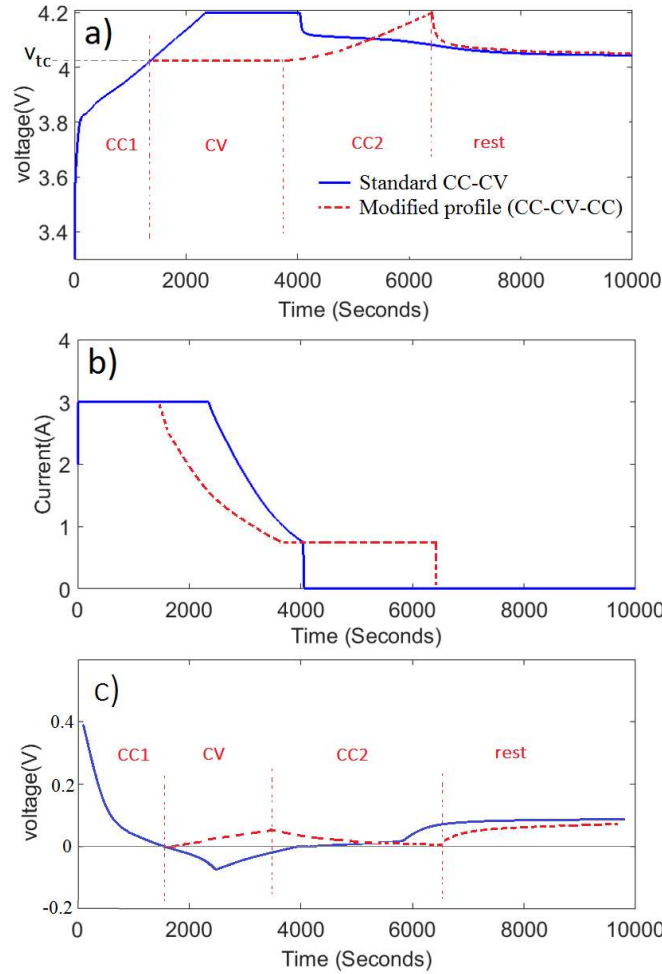 a)
4.2
v_tc
4
3.8
3.6
3.4
voltage(V)
CC1
CV
CC2
rest
Standard CC-CV
Modified profile (CC-CV-CC)
0
2000
4000
6000
8000
10000
Time (Seconds)
b)
4
3
2
1
0
Current(A)
0
2000
4000
6000
8000
10000
Time (Seconds)
c)
0.4
0.2
0
-0.2
voltage(V)
CC1
CV
CC2
rest
0
2000
4000
6000
8000
10000
Time (Seconds)